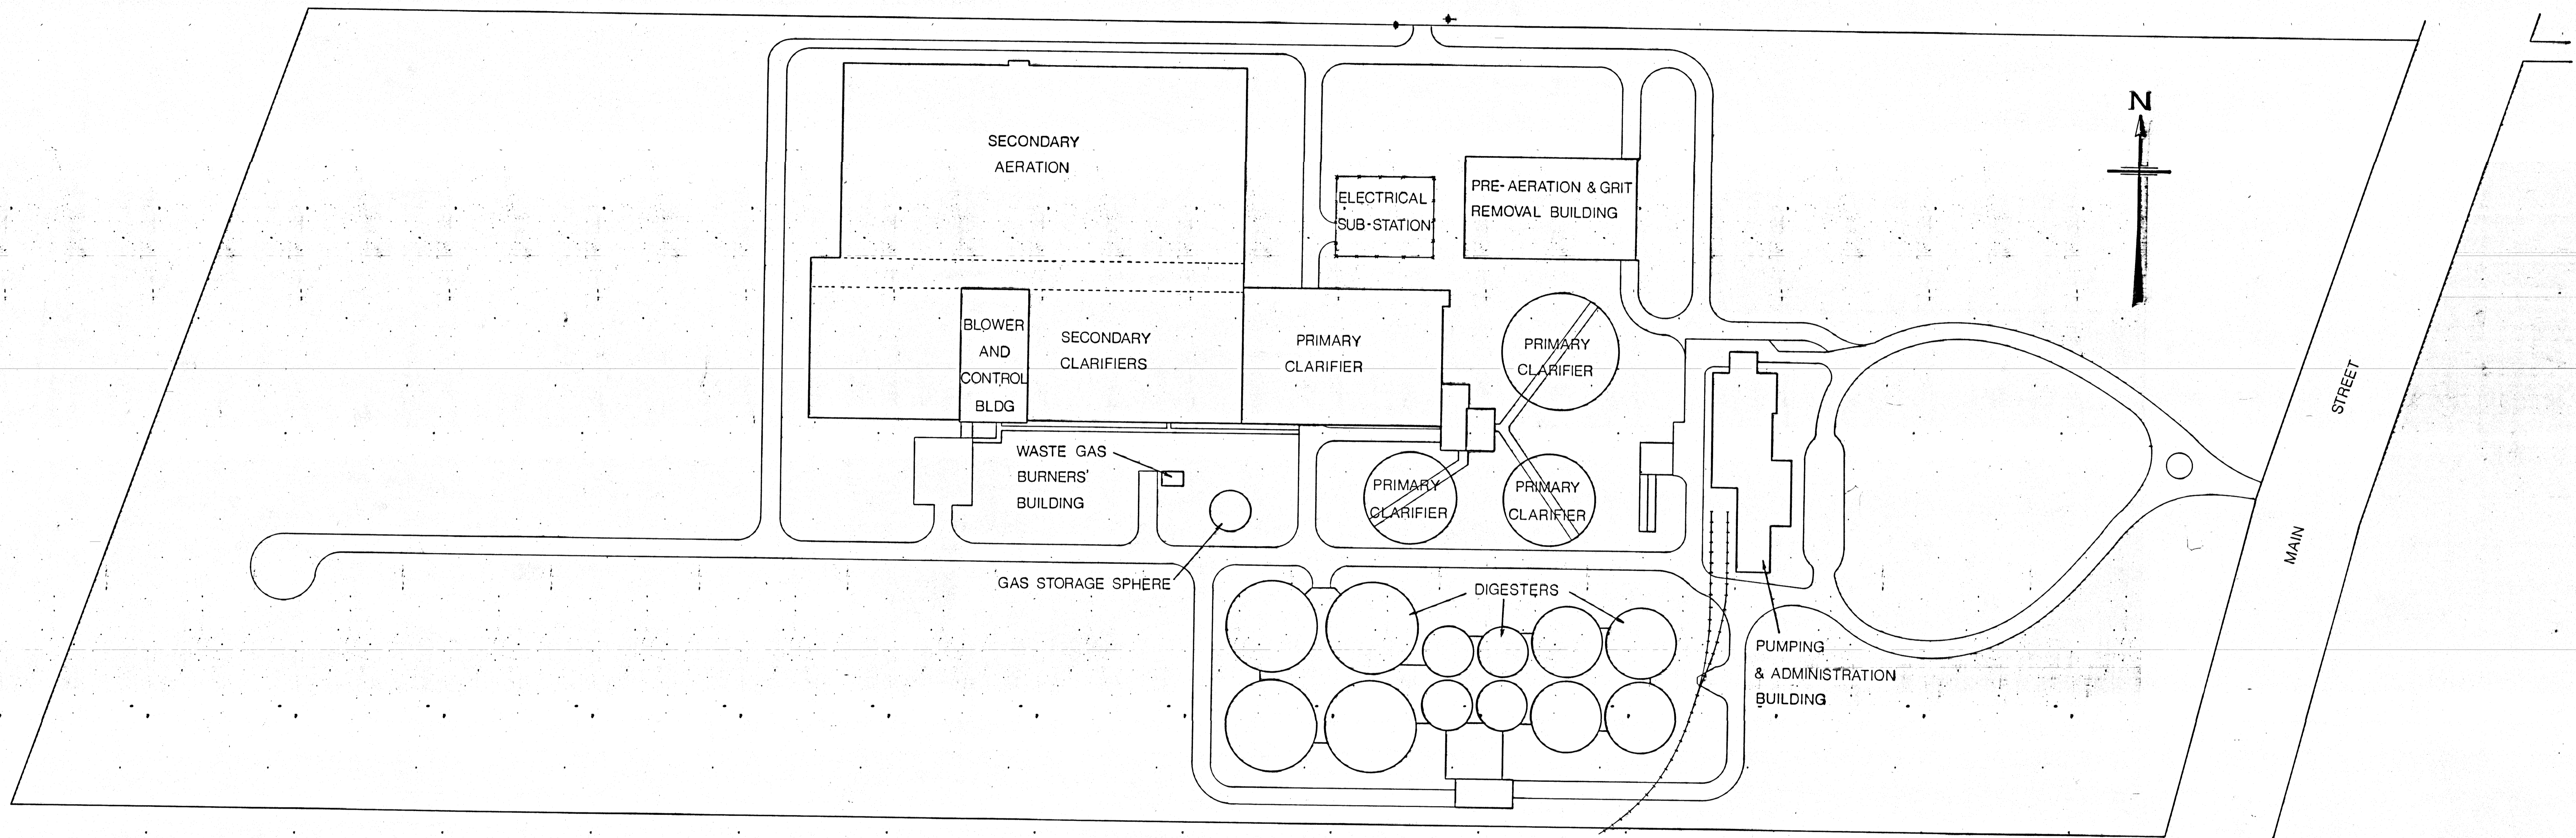 N
SECONDARY
AERATION
ELECTRICAL
SUB-STATION
PRE-AERATION & GRIT
REMOVAL BUILDING
BLOWER
AND
CONTROL
BLDG
SECONDARY
CLARIFIERS
PRIMARY
CLARIFIER
PRIMARY
CLARIFIER
STREET
MAIN
WASTE GAS
BURNERS'
BUILDING
PRIMARY
CLARIFIER
PRIMARY
CLARIFIER
GAS STORAGE SPHERE
DIGESTERS
PUMPING
& ADMINISTRATION
BUILDING